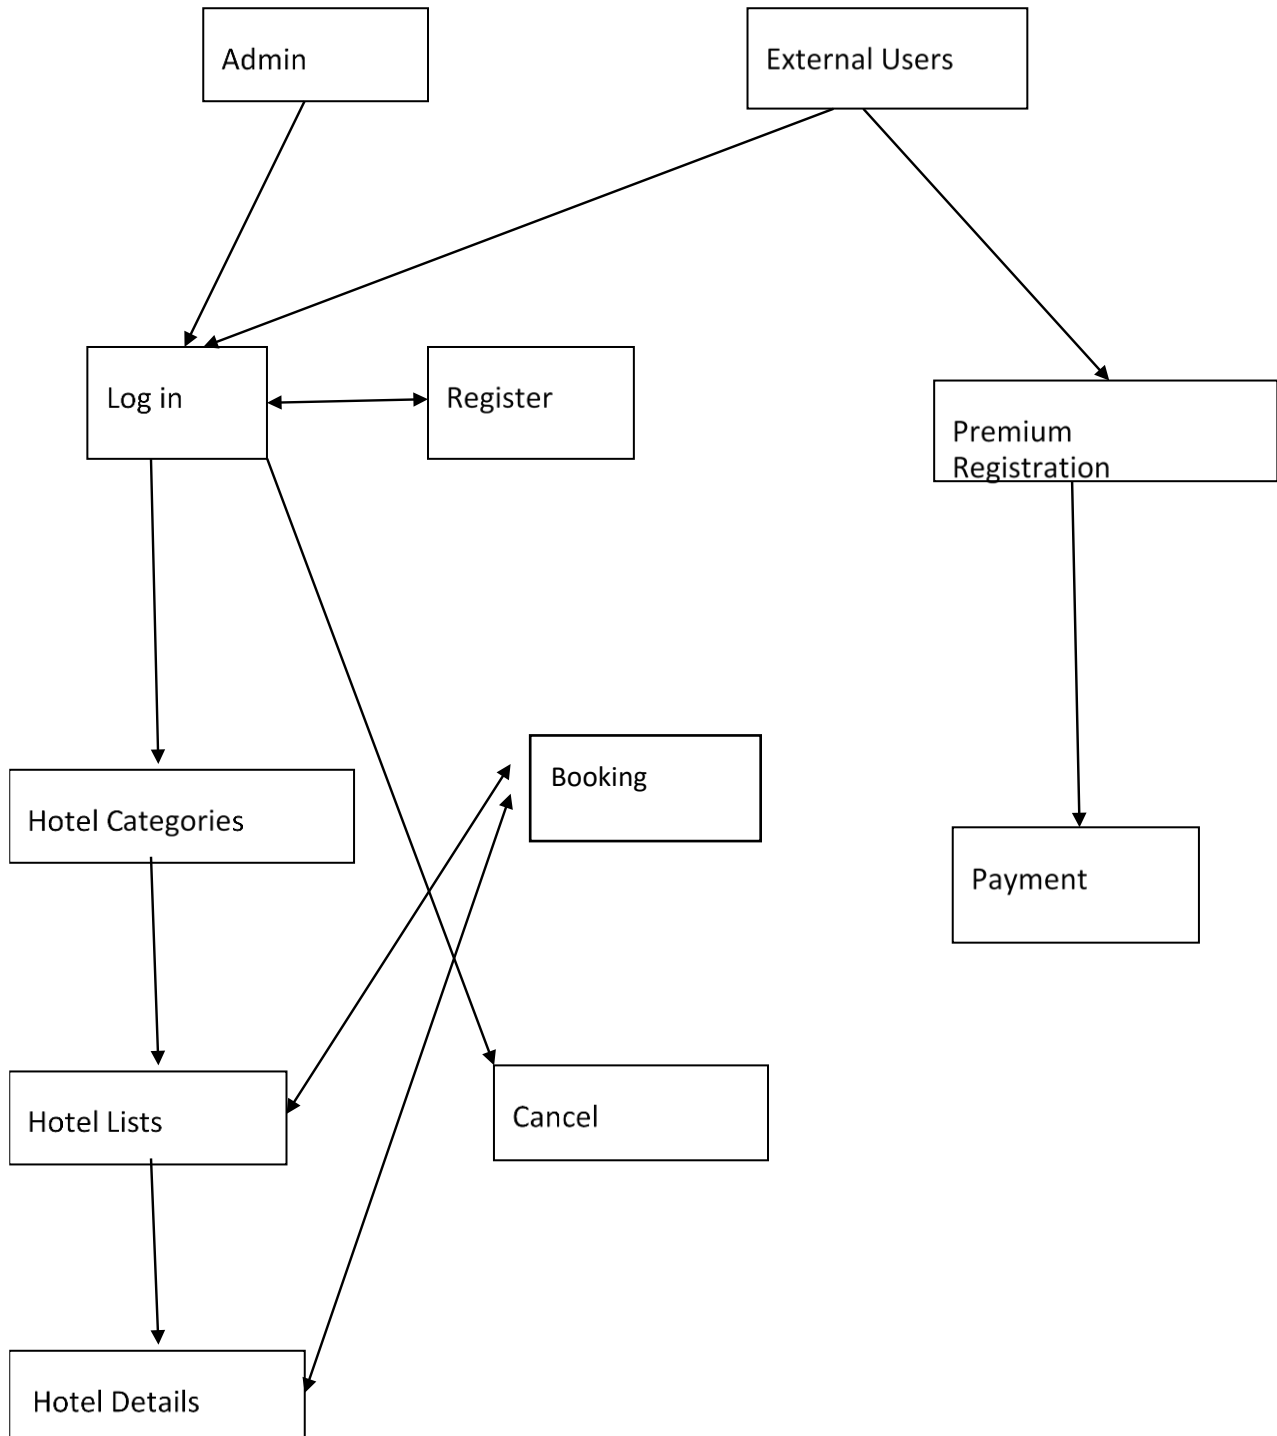 Admin
External Users
Log in
Register
Premium
Registration
Booking
Hotel Categories
Payment
Hotel Lists
Cancel
Hotel Details